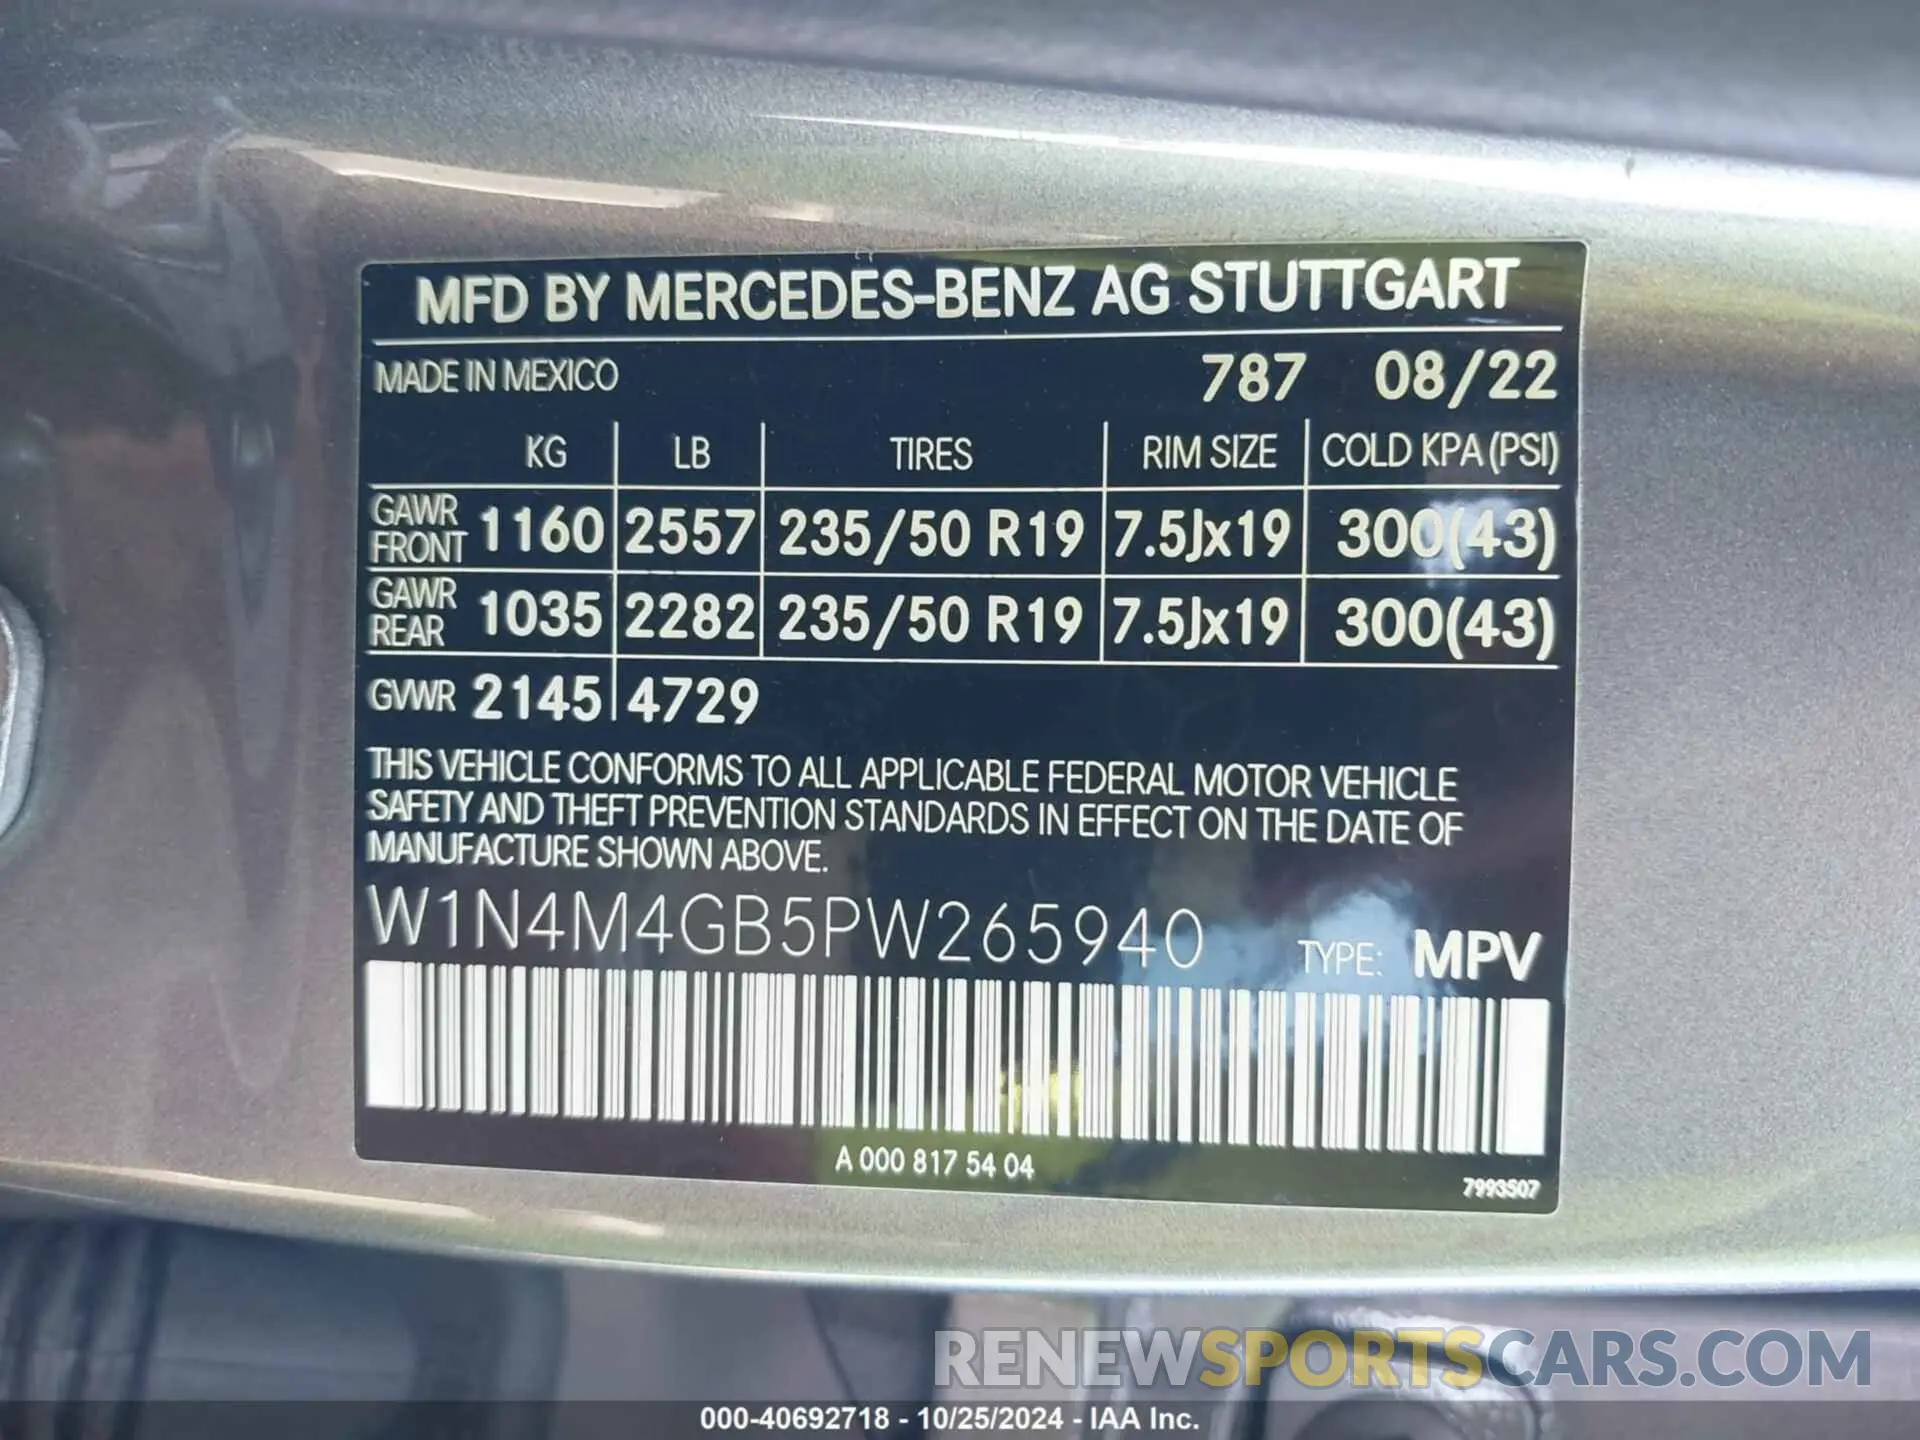 MFD BY MERCEDES-BENZ AG STUTTGART
MADE IN MEXICO 787 08/22
KG LB TIRES RIM SIZE COLD KPA (PSI)
GAWR FRONT 1160 2557 235/50 R19 7.5Jx19 300(43)
GAWR REAR 1035 2282 235/50 R19 7.5Jx19 300(43)
GVWR 2145 4729
THIS VEHICLE CONFORMS TO ALL APPLICABLE FEDERAL MOTOR VEHICLE
SAFETY AND THEFT PREVENTION STANDARDS IN EFFECT ON THE DATE OF
MANUFACTURE SHOWN ABOVE.
W1N4M4GB5PW265940 TYPE: MPV
A 000 817 54 04
7993507
RENEWSPORTSCARS.COM
000-40692718 - 10/25/2024 - IAA Inc.